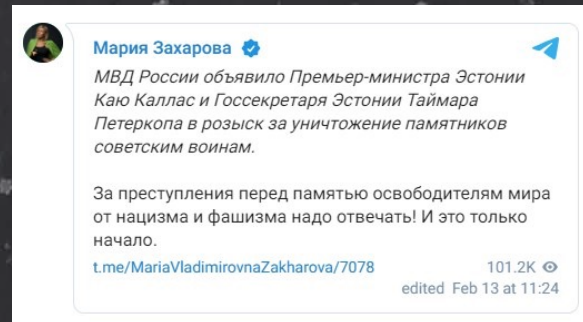 Мария Захарова
МВД России объявило Премьер-министра Эстонии
Каю Каллас и Госсекретаря Эстонии Таймара
Петеркопа в розыск за уничтожение памятников
советским воинам.
За преступления перед памятью освободителям мира
от нацизма и фашизма надо отвечать! И это только
начало.
t.me/MariaVladimirovnaZakharova/7078 101.2K
edited Feb 13 at 11:24